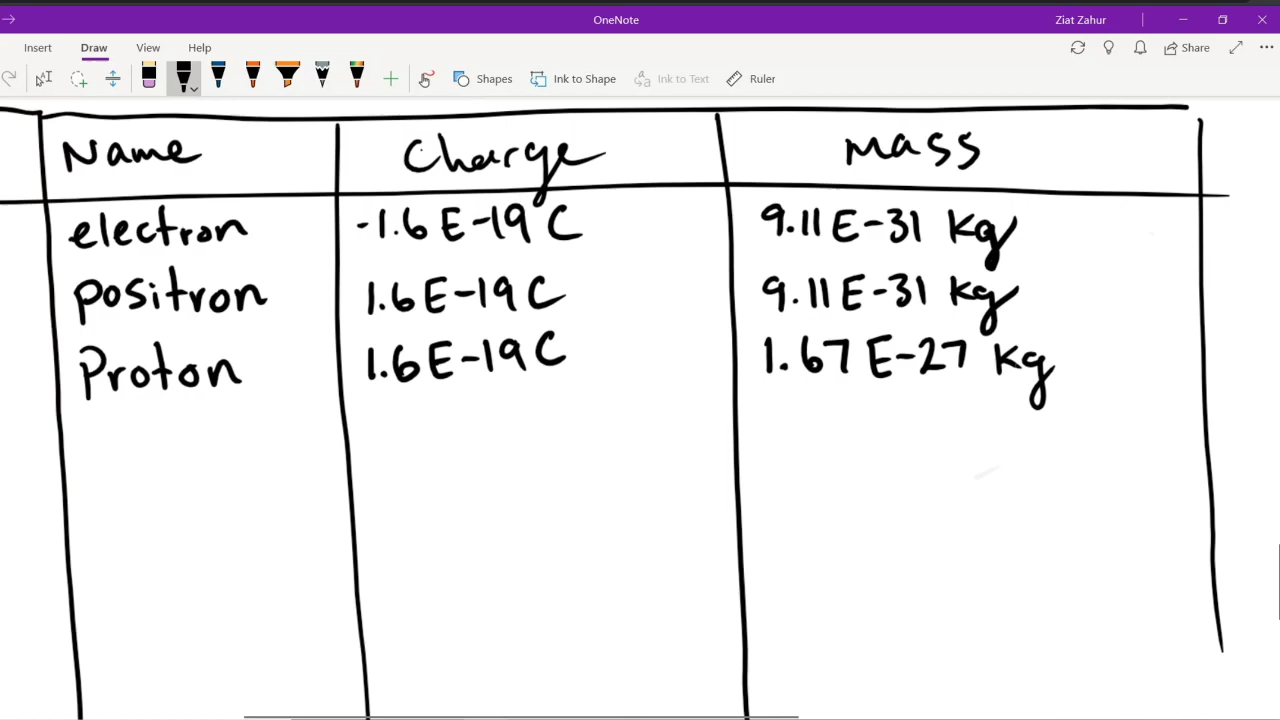 OneNote
Ziat Zahur
Insert Draw View Help
Share
Shapes Ink to Shape Ink to Text Ruler
Name Charge Mass
electron -1.6 E-19 C 9.11 E-31 kg
positron 1.6 E-19 C 9.11 E-31 kg
Proton 1.6 E-19 C 1.67 E-27 kg